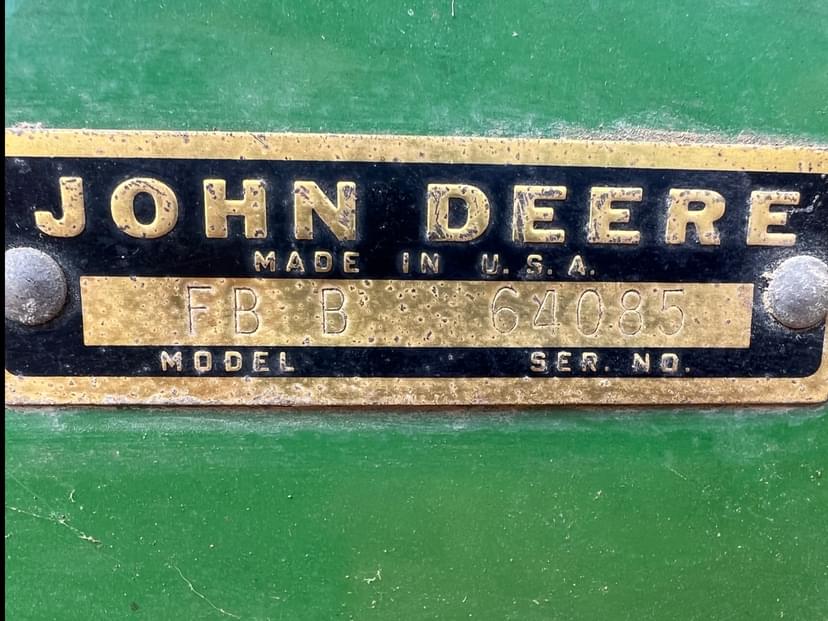 JOHN DEERE
MADE IN U.S.A.
FB B 64085
MODEL SER. NO.